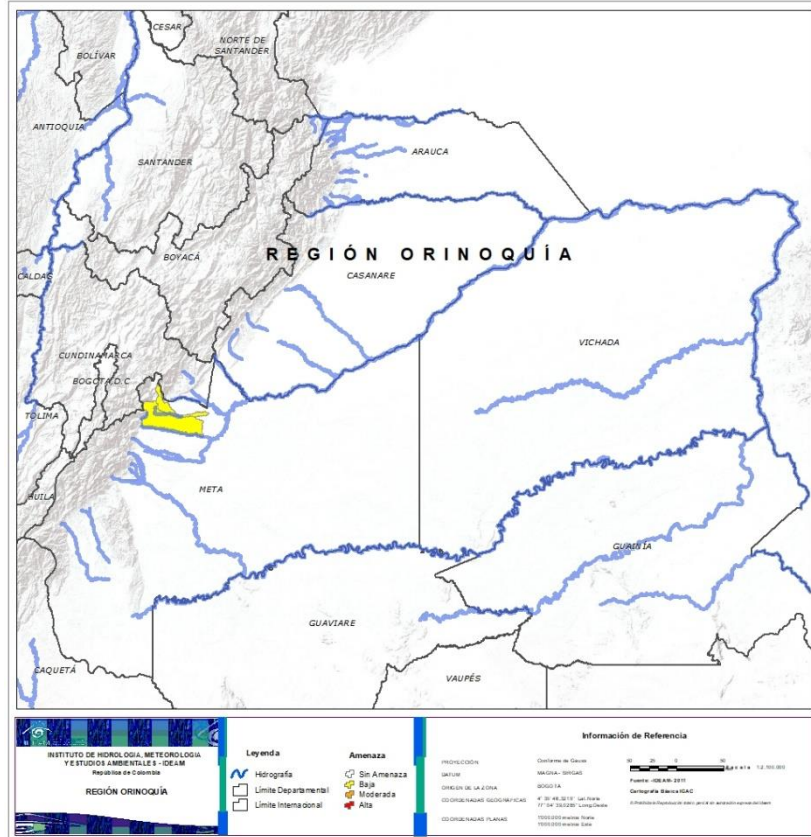 CESAR
NORTE DE
SANTANDER
BOLÍVAR
ANTIOQUIA
ARAUCA
SANTANDER
BOYACÁ
REGIÓN ORINOQUÍA
CASANARE
CALDAS
VICHADA
CUNDINAMARCA
BOGOTA D.C
TOLIMA
HUILA
META
GUAINÍA
GUAVIARE
CAQUETÁ
VAUPÉS
INSTITUTO DE HIDROLOGIA, METEOROLOGIA
Y ESTUDIOS AMBIENTALES - IDEAM
República de Colombia
REGIÓN ORINOQUÍA
Leyenda
Hidrografía
Límite Departamental
Límite Internacional
Amenaza
Sin Amenaza
Baja
Moderada
Alta
Información de Referencia
PROYECCIÓN Conforme de Gauss
DATUM MAGNA - SIRGAS
ORIGEN DE LA ZONA BOGOTÁ
COORDENADAS GEOGRÁFICAS
COORDENADAS PLANAS
Fuente: -IDEAM- 2011
Cartografía Básica IGAC